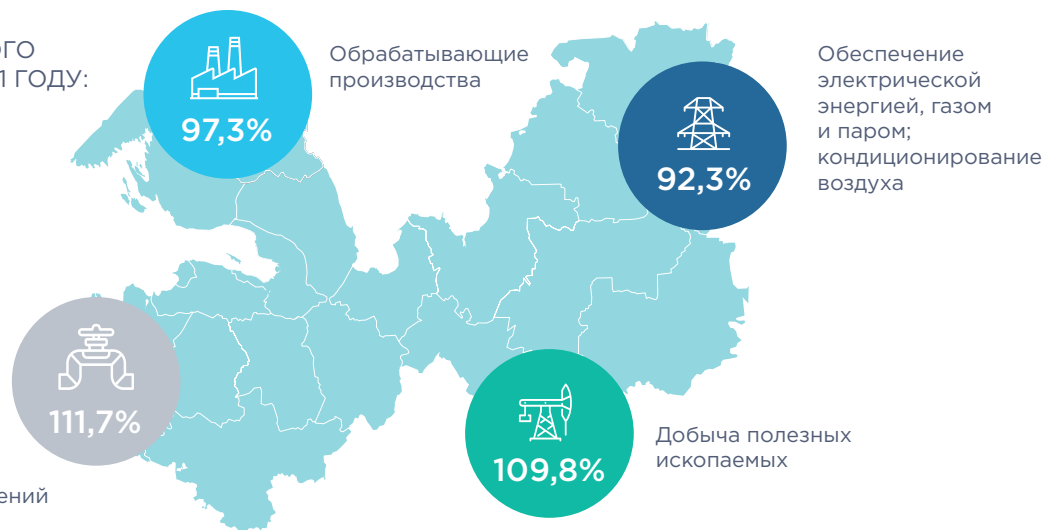 ОГО
1 ГОДУ:
97,3%
Обрабатывающие
производства
92,3%
Обеспечение
электрической
энергией, газом
и паром;
кондиционирование
воздуха
111,7%
ений
109,8%
Добыча полезных
ископаемых